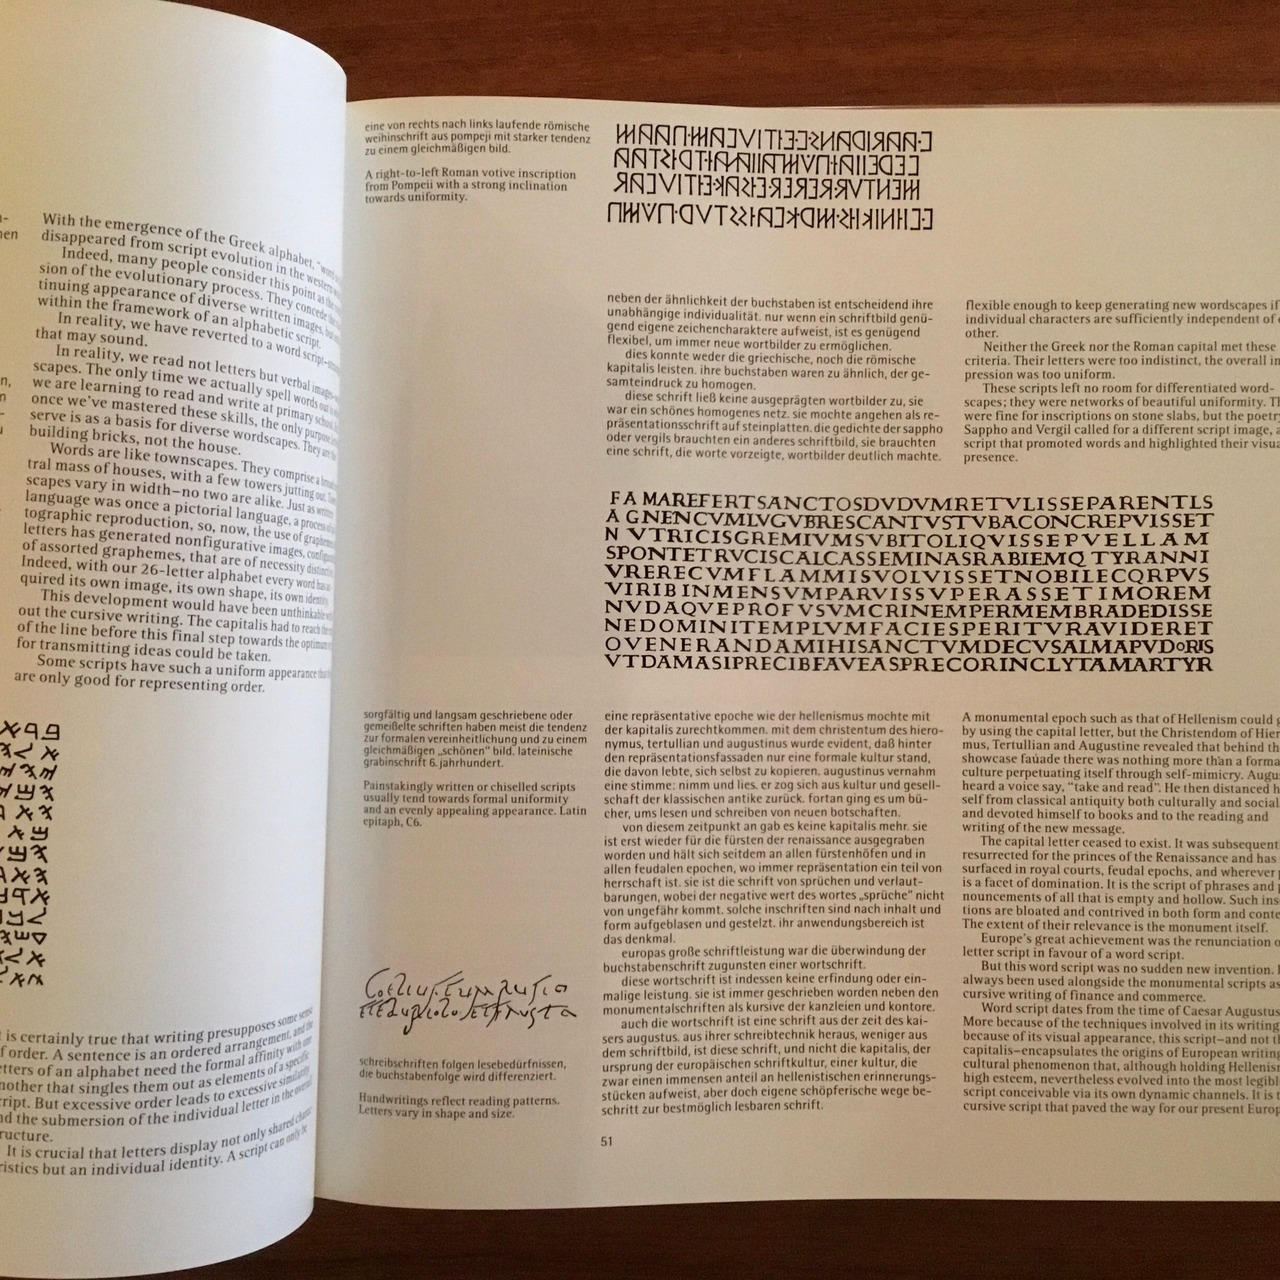 With the emergence of the Greek alphabet,
disappeared from script evolution in the western
Indeed, many people consider this point as the
sion of the evolutionary process. They concede the
tinuing appearance of diverse written images, but
within the framework of an alphabetic script.
In reality, we have reverted to a word script
that may sound.
In reality, we read not letters but verbal images
scapes. The only time we actually spell words out
we are learning to read and write at primary school.
once we've mastered these skills, the only purpose
serve is as a basis for diverse wordscapes. They are
building bricks, not the house.
Words are like townscapes. They comprise a
tral mass of houses, with a few towers jutting out.
scapes vary in width—no two are alike. Just as
language was once a pictorial language, a process of
tographic reproduction, so, now, the use of
letters has generated nonfigurative images,
of assorted graphemes, that are of necessity
Indeed, with our 26-letter alphabet every word has
quired its own image, its own shape, its own
This development would have been unthinkable
out the cursive writing. The capitalis had to reach the
of the line before this final step towards the
for transmitting ideas could be taken.
Some scripts have such a uniform appearance
are only good for representing order.
is certainly true that writing presupposes some sense
of order. A sentence is an ordered arrangement, and the
letters of an alphabet need the formal affinity with one
another that singles them out as elements of a specific
script. But excessive order leads to excessive similarity
and the submersion of the individual letter in the overall
structure.
It is crucial that letters display not only shared
ristics but an individual identity. A script can only be
eine von rechts nach links laufende römische
weihinschrift aus pompeji mit starker tendenz
zu einem gleichmäßigen bild.
A right-to-left Roman votive inscription
from Pompeii with a strong inclination
towards uniformity.
neben der ähnlichkeit der buchstaben ist entscheidend ihre
unabhängige individualität. nur wenn ein schriftbild genü-
gend eigene zeichencharaktere aufweist, ist es genügend
flexibel, um immer neue wortbilder zu ermöglichen.
dies konnte weder die griechische, noch die römische
kapitalis leisten. ihre buchstaben waren zu ähnlich, der ge-
samteindruck zu homogen.
diese schrift ließ keine ausgeprägten wortbilder zu, sie
war ein schönes homogenes netz. sie mochte angehen als re-
präsentationsschrift auf steinplatten. die gedichte der sappho
oder vergils brauchten ein anderes schriftbild, sie brauchten
eine schrift, die worte vorzeigte, wortbilder deutlich machte.
flexible enough to keep generating new wordscapes if
individual characters are sufficiently independent of
other.
Neither the Greek nor the Roman capital met these
criteria. Their letters were too indistinct, the overall im
pression was too uniform.
These scripts left no room for differentiated word-
scapes; they were networks of beautiful uniformity. Th
were fine for inscriptions on stone slabs, but the poetry
Sappho and Vergil called for a different script image, a
script that promoted words and highlighted their visua
presence.
FAMAREFERTSANCTOSDVDVMRETVLISSEPARENTLS
AGNENCVMLVGVBRESCANTVSTVBACONCREPVISSET
NVTRICISGREMIVMSVBITOLIQVISSEPVELLAM
SPONTETRVCISCALCASSEMINASRABIEMQTYRANNI
VRERECVMFLAMMISVOLVISSETNOBILECORPVS
VIRIBINMENSVMPARVISSVPERASSETIMOREM
NVDAQVEPROFVSVMCRINEMPERMEMBRADEDISSE
NEDOMINITEMPLVMFACIESPERITVRAVIDERET
OVENERANDAMIHISANCTVMDECVSALMAPVDORIS
VTDAMASIPRECIBFAVEASPRECORINCLYTAMARTYR
sorgfältig und langsam geschriebene oder
gemeißelte schriften haben meist die tendenz
zur formalen vereinheitlichung und zu einem
gleichmäßigen „schönen“ bild. lateinische
grabinschrift 6. jahrhundert.
Painstakingly written or chiselled scripts
usually tend towards formal uniformity
and an evenly appealing appearance. Latin
epitaph, C6.
schreibschriften folgen lesebedürfnissen,
die buchstabenfolge wird differenziert.
Handwritings reflect reading patterns.
Letters vary in shape and size.
eine repräsentative epoche wie der hellenismus mochte mit
der kapitalis zurechtkommen. mit dem christentum des hiero-
nymus, tertullian und augustinus wurde evident, daß hinter
den repräsentationsfassaden nur eine formale kultur stand,
die davon lebte, sich selbst zu kopieren. augustinus vernahm
eine stimme: nimm und lies. er zog sich aus kultur und gesell-
schaft der klassischen antike zurück. fortan ging es um bü-
cher, ums lesen und schreiben von neuen botschaften.
von diesem zeitpunkt an gab es keine kapitalis mehr. sie
ist erst wieder für die fürsten der renaissance ausgegraben
worden und hält sich seitdem an allen fürstenhöfen und in
allen feudalen epochen, wo immer repräsentation ein teil von
herrschaft ist. sie ist die schrift von sprüchen und verlaut-
barungen, wobei der negative wert des wortes „sprüche“ nicht
von ungefähr kommt. solche inschriften sind nach inhalt und
form aufgeblasen und gestelzt. ihr anwendungsbereich ist
das denkmal.
europas große schriftleistung war die überwindung der
buchstabenschrift zugunsten einer wortschrift.
diese wortschrift ist indessen keine erfindung oder ein-
malige leistung. sie ist immer geschrieben worden neben den
monumentalschriften als kursive der kanzleien und kontore.
auch die wortschrift ist eine schrift aus der zeit des kai-
sers augustus. aus ihrer schreibtechnik heraus, weniger aus
dem schriftbild, ist diese schrift, und nicht die kapitalis, der
ursprung der europäischen schriftkultur, einer kultur, die
zwar einen immensen anteil an hellenistischen erinnerungs-
stücken aufweist, aber doch eigene schöpferische wege be-
schritt zur bestmöglich lesbaren schrift.
A monumental epoch such as that of Hellenism could g
by using the capital letter, but the Christendom of Hier
mus, Tertullian and Augustine revealed that behind th
showcase faúade there was nothing more than a forma
culture perpetuating itself through self-mimicry. Augus
heard a voice say, "take and read". He then distanced h
self from classical antiquity both culturally and social
and devoted himself to books and to the reading and
writing of the new message.
The capital letter ceased to exist. It was subsequent
resurrected for the princes of the Renaissance and has
surfaced in royal courts, feudal epochs, and wherever
is a facet of domination. It is the script of phrases and p
nouncements of all that is empty and hollow. Such ins
tions are bloated and contrived in both form and conte
The extent of their relevance is the monument itself.
Europe's great achievement was the renunciation o
letter script in favour of a word script.
But this word script was no sudden new invention. I
always been used alongside the monumental scripts as
cursive writing of finance and commerce.
Word script dates from the time of Caesar Augustus
More because of the techniques involved in its writing
because of its visual appearance, this script—and not th
capitalis—encapsulates the origins of European writing
cultural phenomenon that, although holding Hellenis
high esteem, nevertheless evolved into the most legibl
script conceivable via its own dynamic channels. It is t
cursive script that paved the way for our present Europ
51